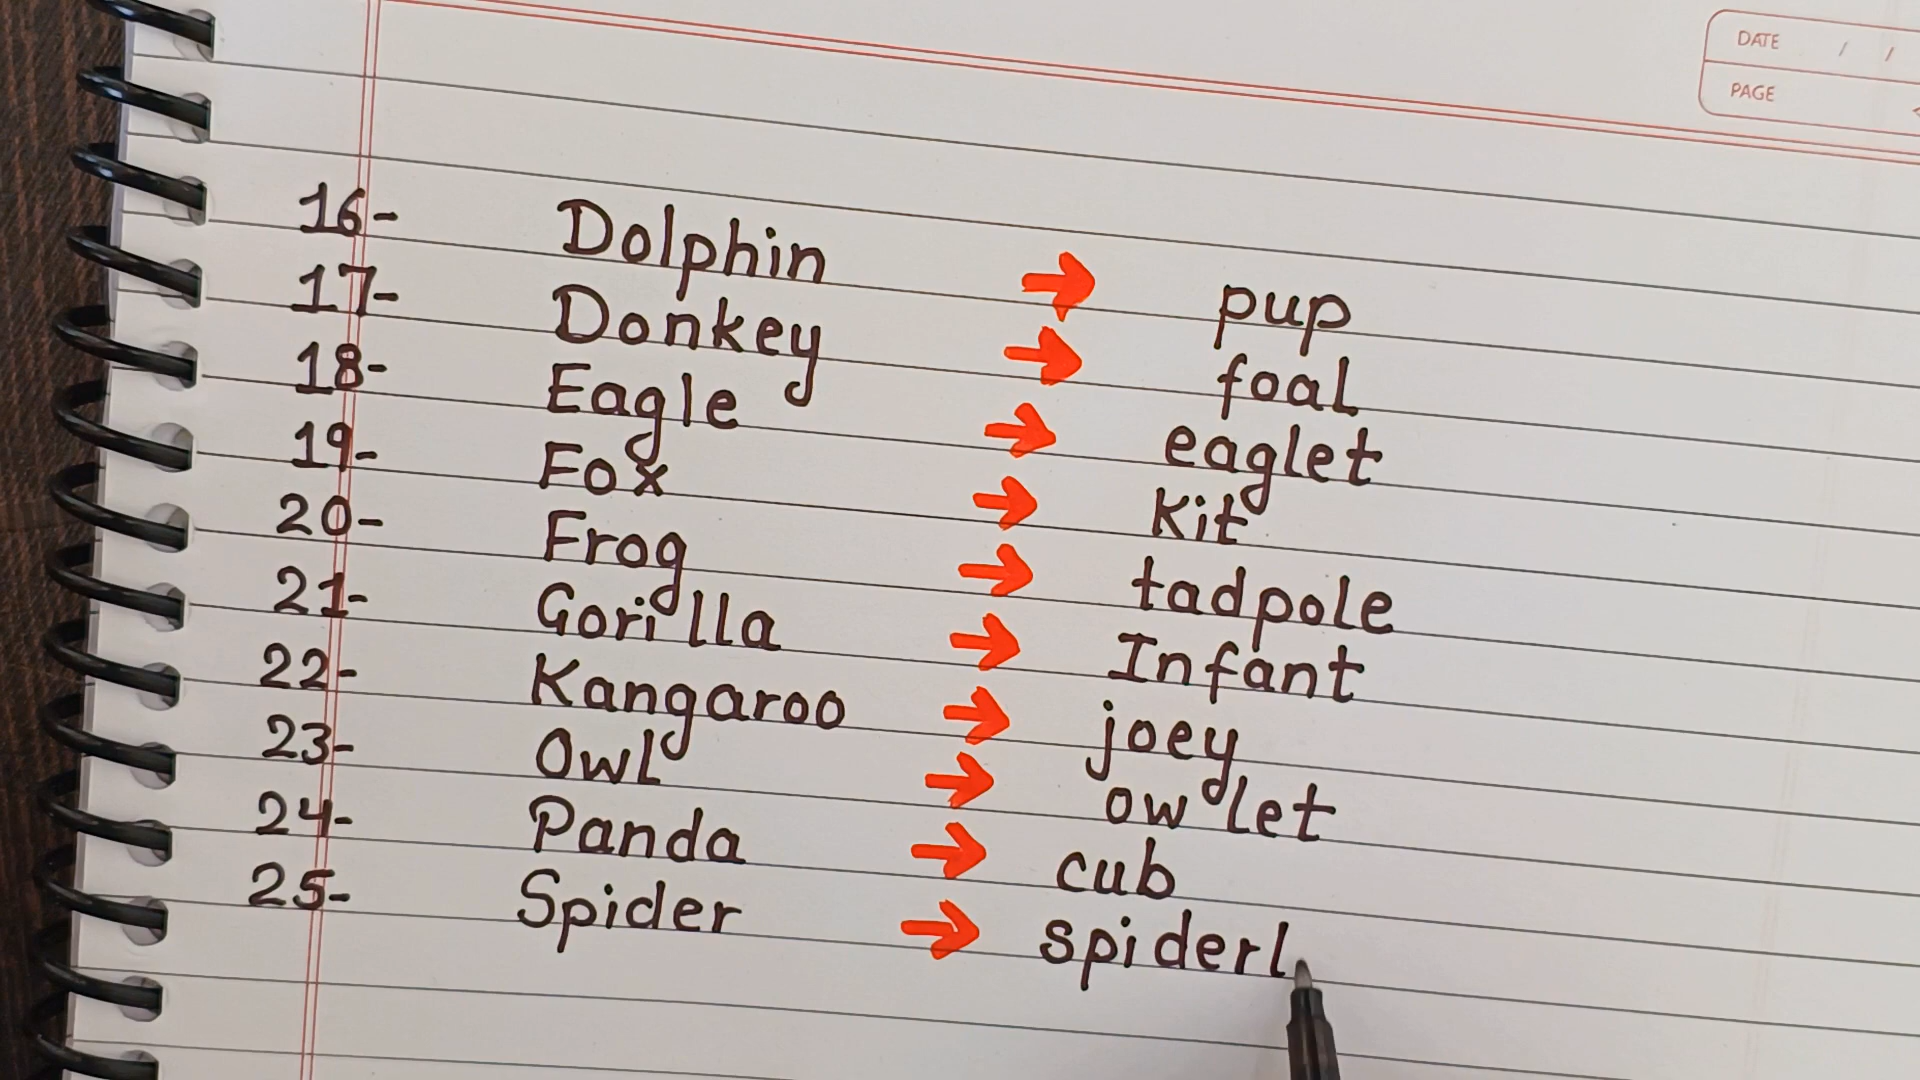 DATE / /
PAGE
16- Dolphin → pup
17- Donkey → foal
18- Eagle → eaglet
19- Fox → Kit
20- Frog → tadpole
21- Gorilla → Infant
22- Kangaroo → joey
23- Owl → owlet
24- Panda → cub
25- Spider → spiderl